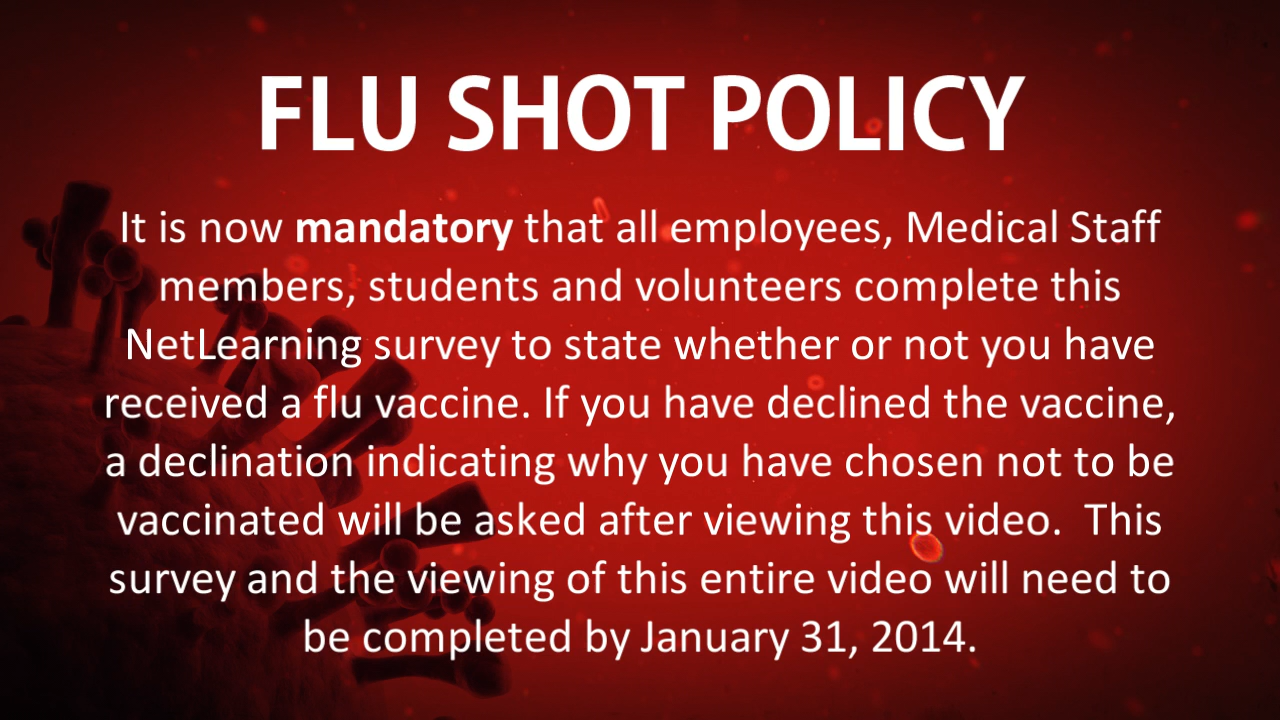 FLU SHOT POLICY
It is now mandatory that all employees, Medical Staff
members, students and volunteers complete this
NetLearning survey to state whether or not you have
received a flu vaccine. If you have declined the vaccine,
a declination indicating why you have chosen not to be
vaccinated will be asked after viewing this video.  This
survey and the viewing of this entire video will need to
be completed by January 31, 2014.